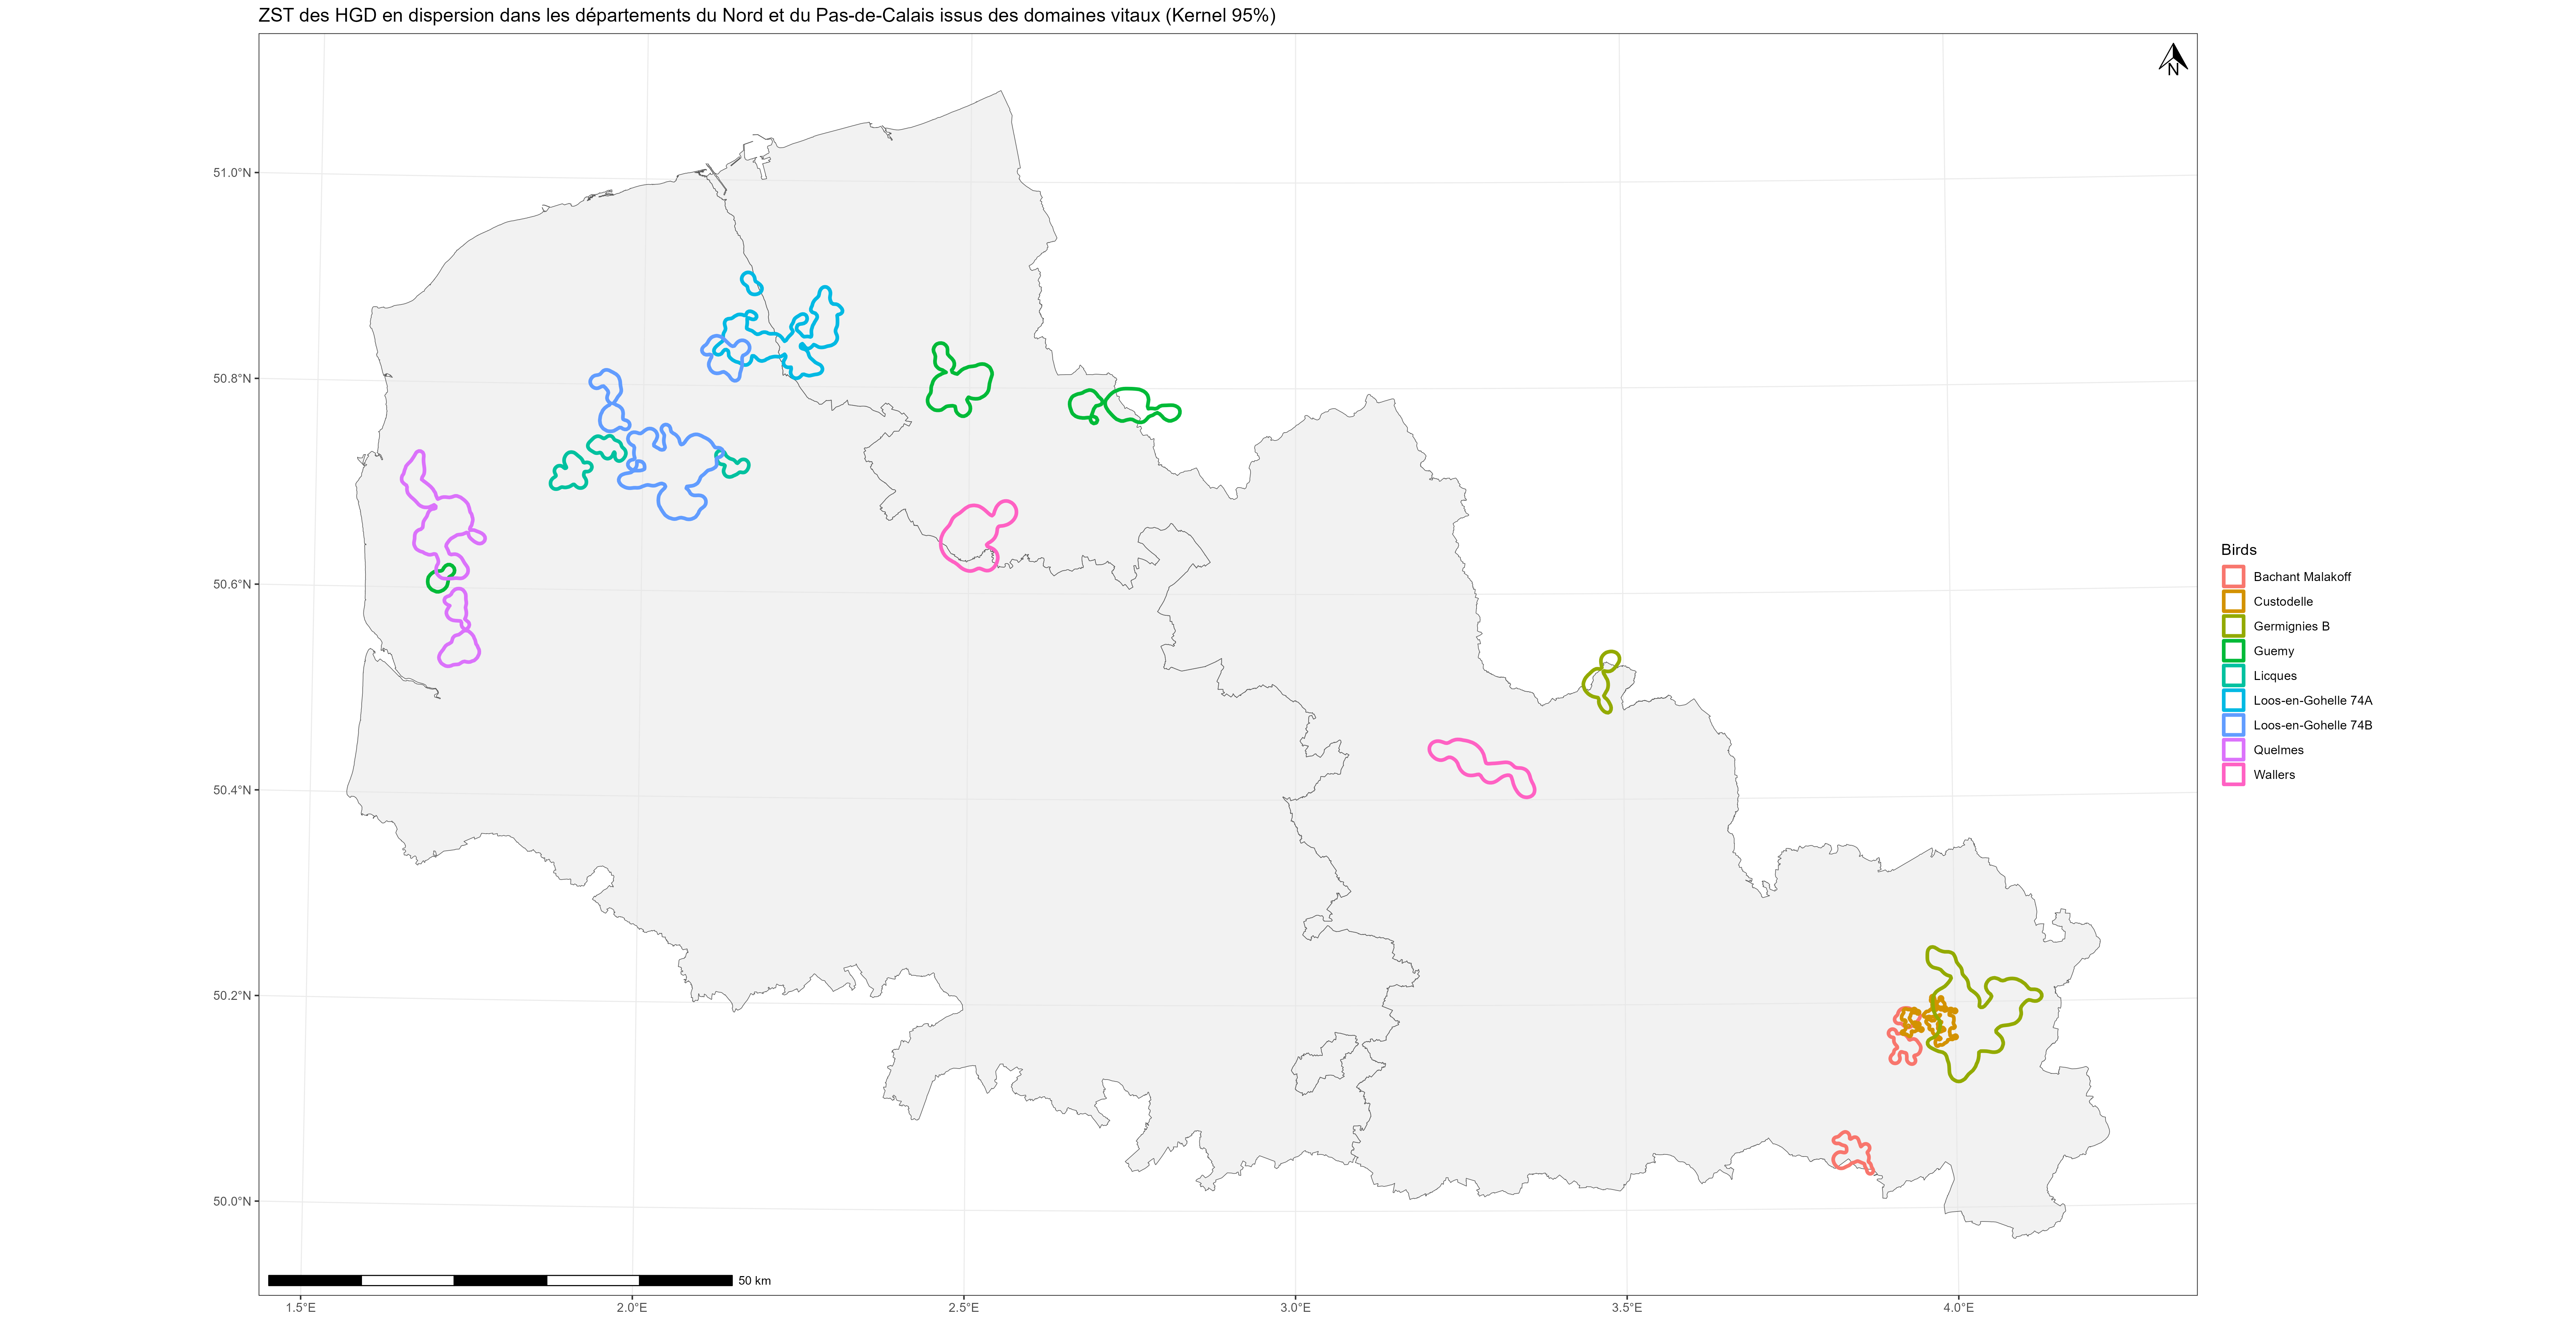 ZST des HGD en dispersion dans les départements du Nord et du Pas-de-Calais issus des domaines vitaux (Kernel 95%)
N
51.0°N
50.8°N
50.6°N
50.4°N
50.2°N
50.0°N
50 km
1.5°E 2.0°E 2.5°E 3.0°E 3.5°E 4.0°E
Birds
Bachant Malakoff
Custodelle
Germignies B
Guemy
Licques
Loos-en-Gohelle 74A
Loos-en-Gohelle 74B
Quelmes
Wallers